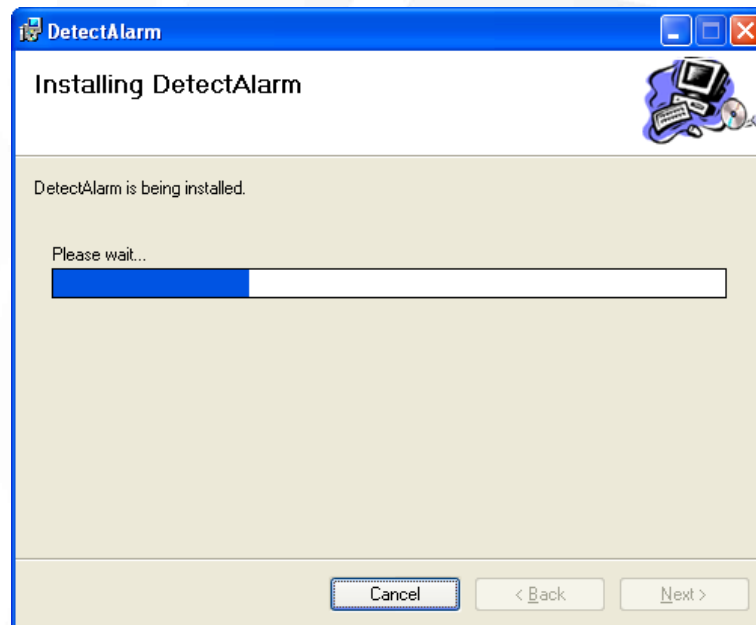 DetectAlarm
Installing DetectAlarm
DetectAlarm is being installed.
Please wait...
Cancel
< Back
Next >